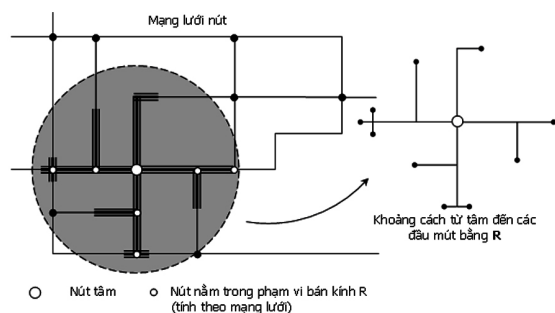 Mạng lưới nút
Khoảng cách từ tâm đến các
đầu mút bằng R
Nút tâm
Nút nằm trong phạm vi bán kính R
(tính theo mạng lưới)